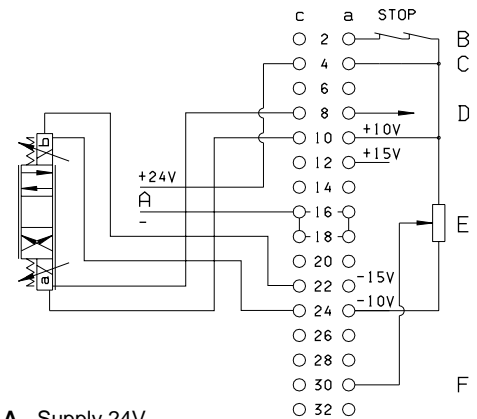 c a STOP
2 B
4 C
6
8 D
b 10 +10V
12 +15V
+24V 14
A 16
- 18 E
20
a 22 -15V
24 -10V
26
28
30 F
32
A Supply 24V